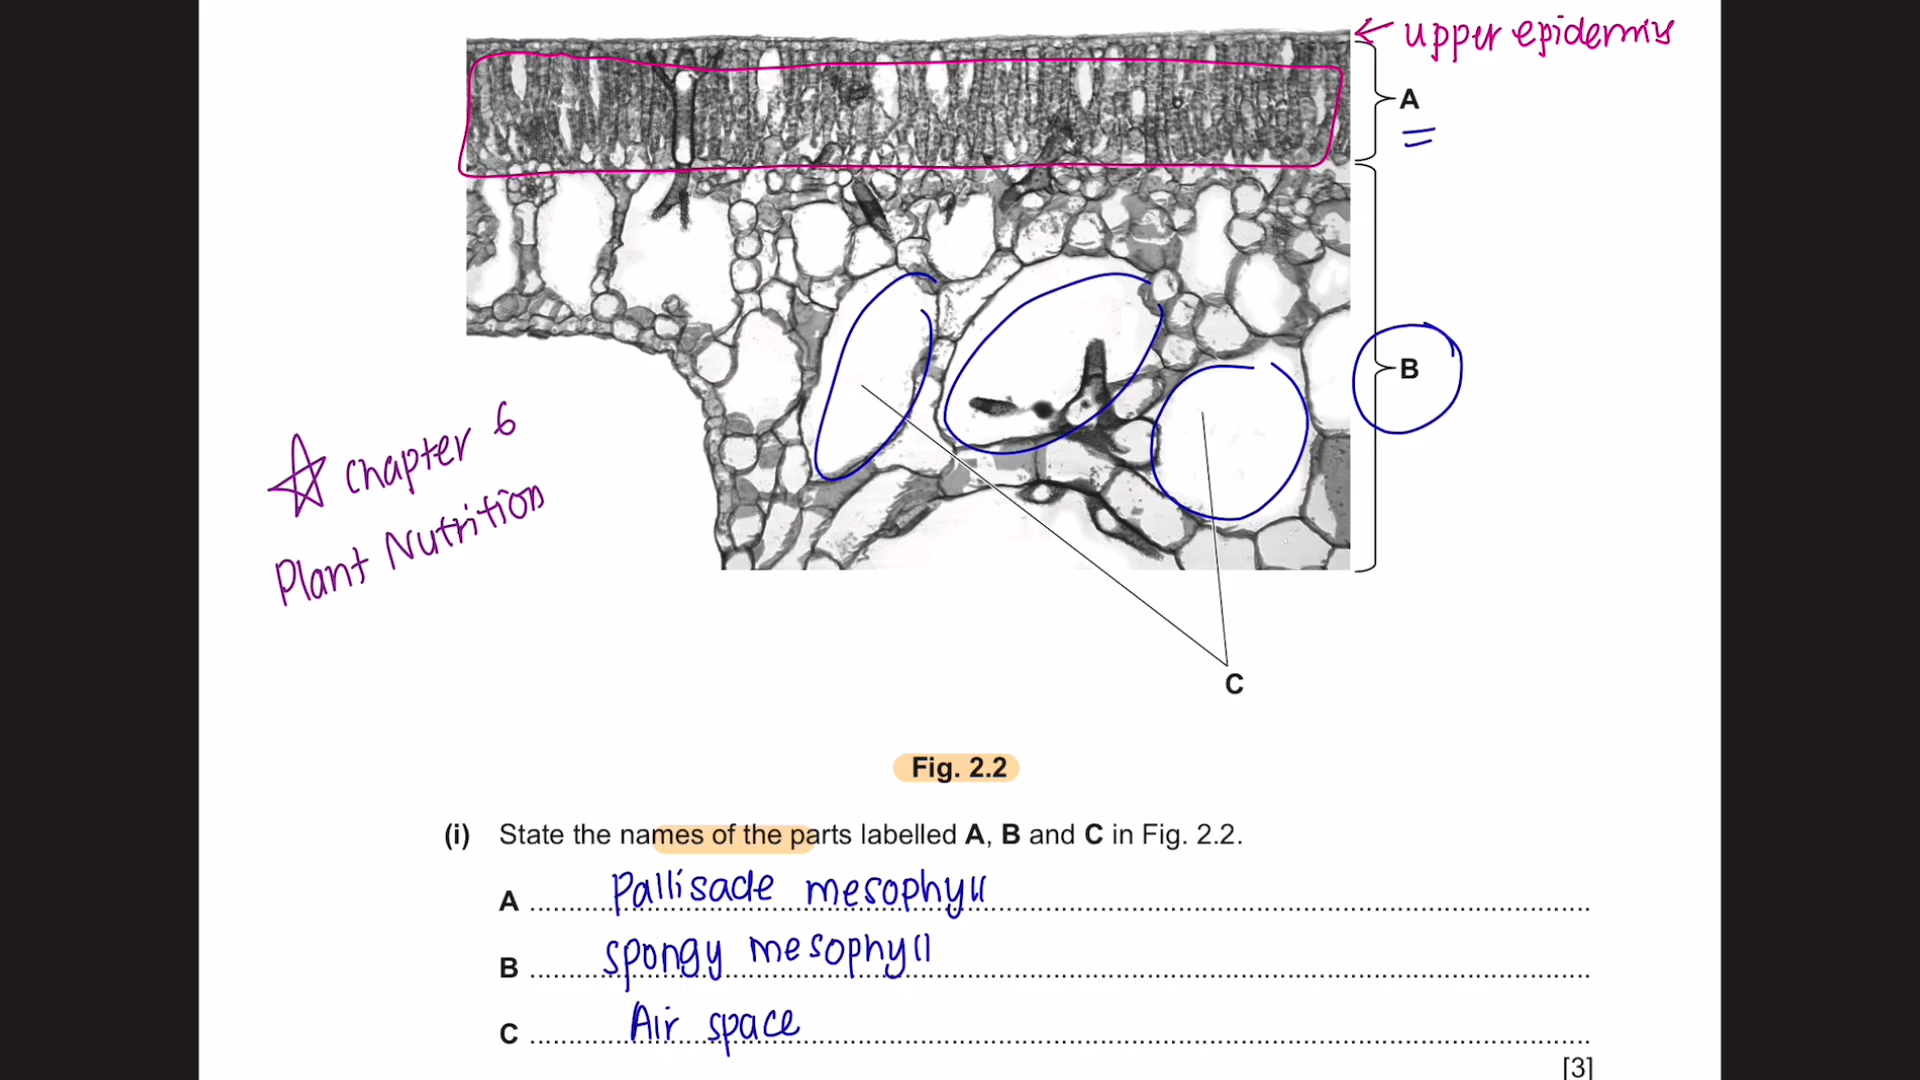 upper epidermis
A
B
☆ Chapter 6
Plant Nutrition
C
Fig. 2.2
(i) State the names of the parts labelled A, B and C in Fig. 2.2.
A Pallisade mesophyll
B spongy mesophyll
C Air space
[3]